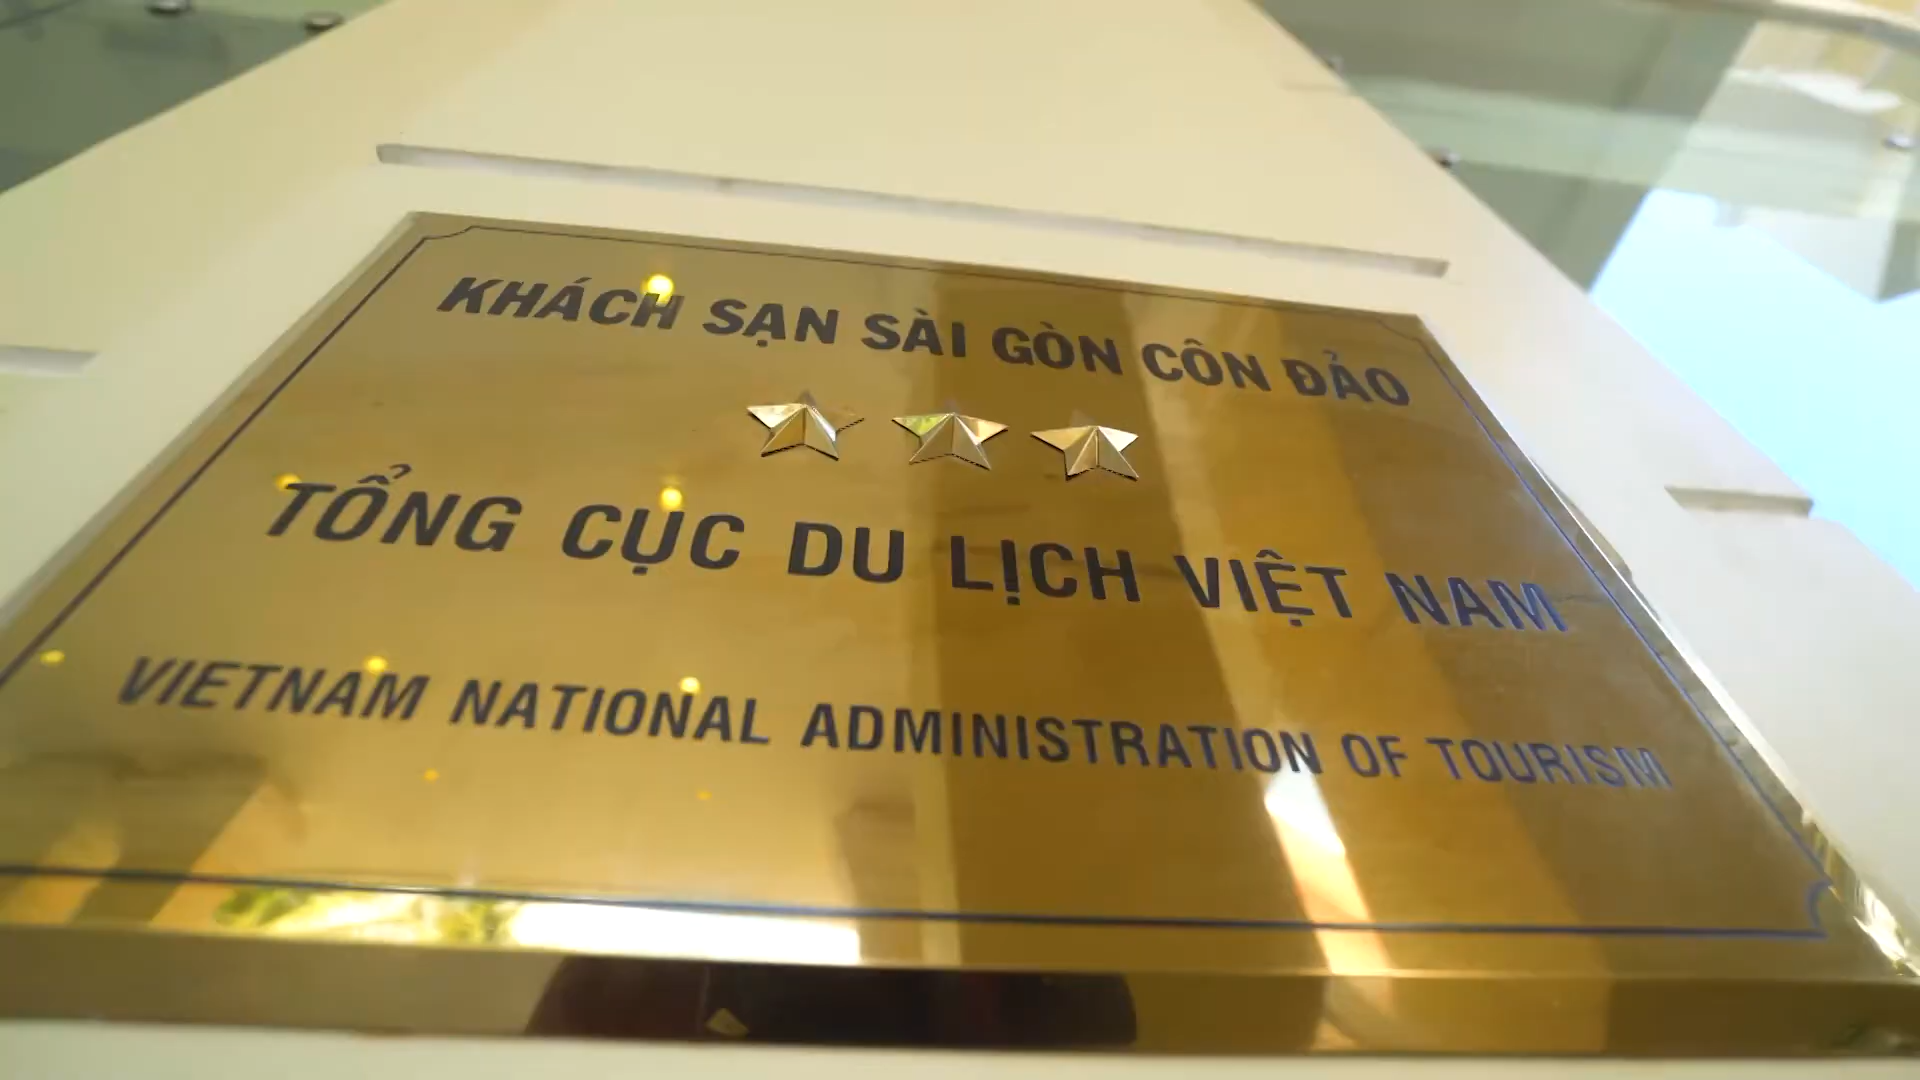 KHÁCH SẠN SÀI GÒN CÔN ĐẢO
TỔNG CỤC DU LỊCH VIỆT NAM
VIETNAM NATIONAL ADMINISTRATION OF TOURISM